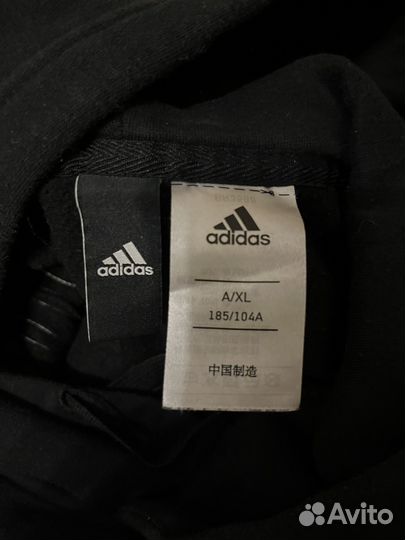 adidas
adidas
A/XL
185/104A
中国制造
Avito